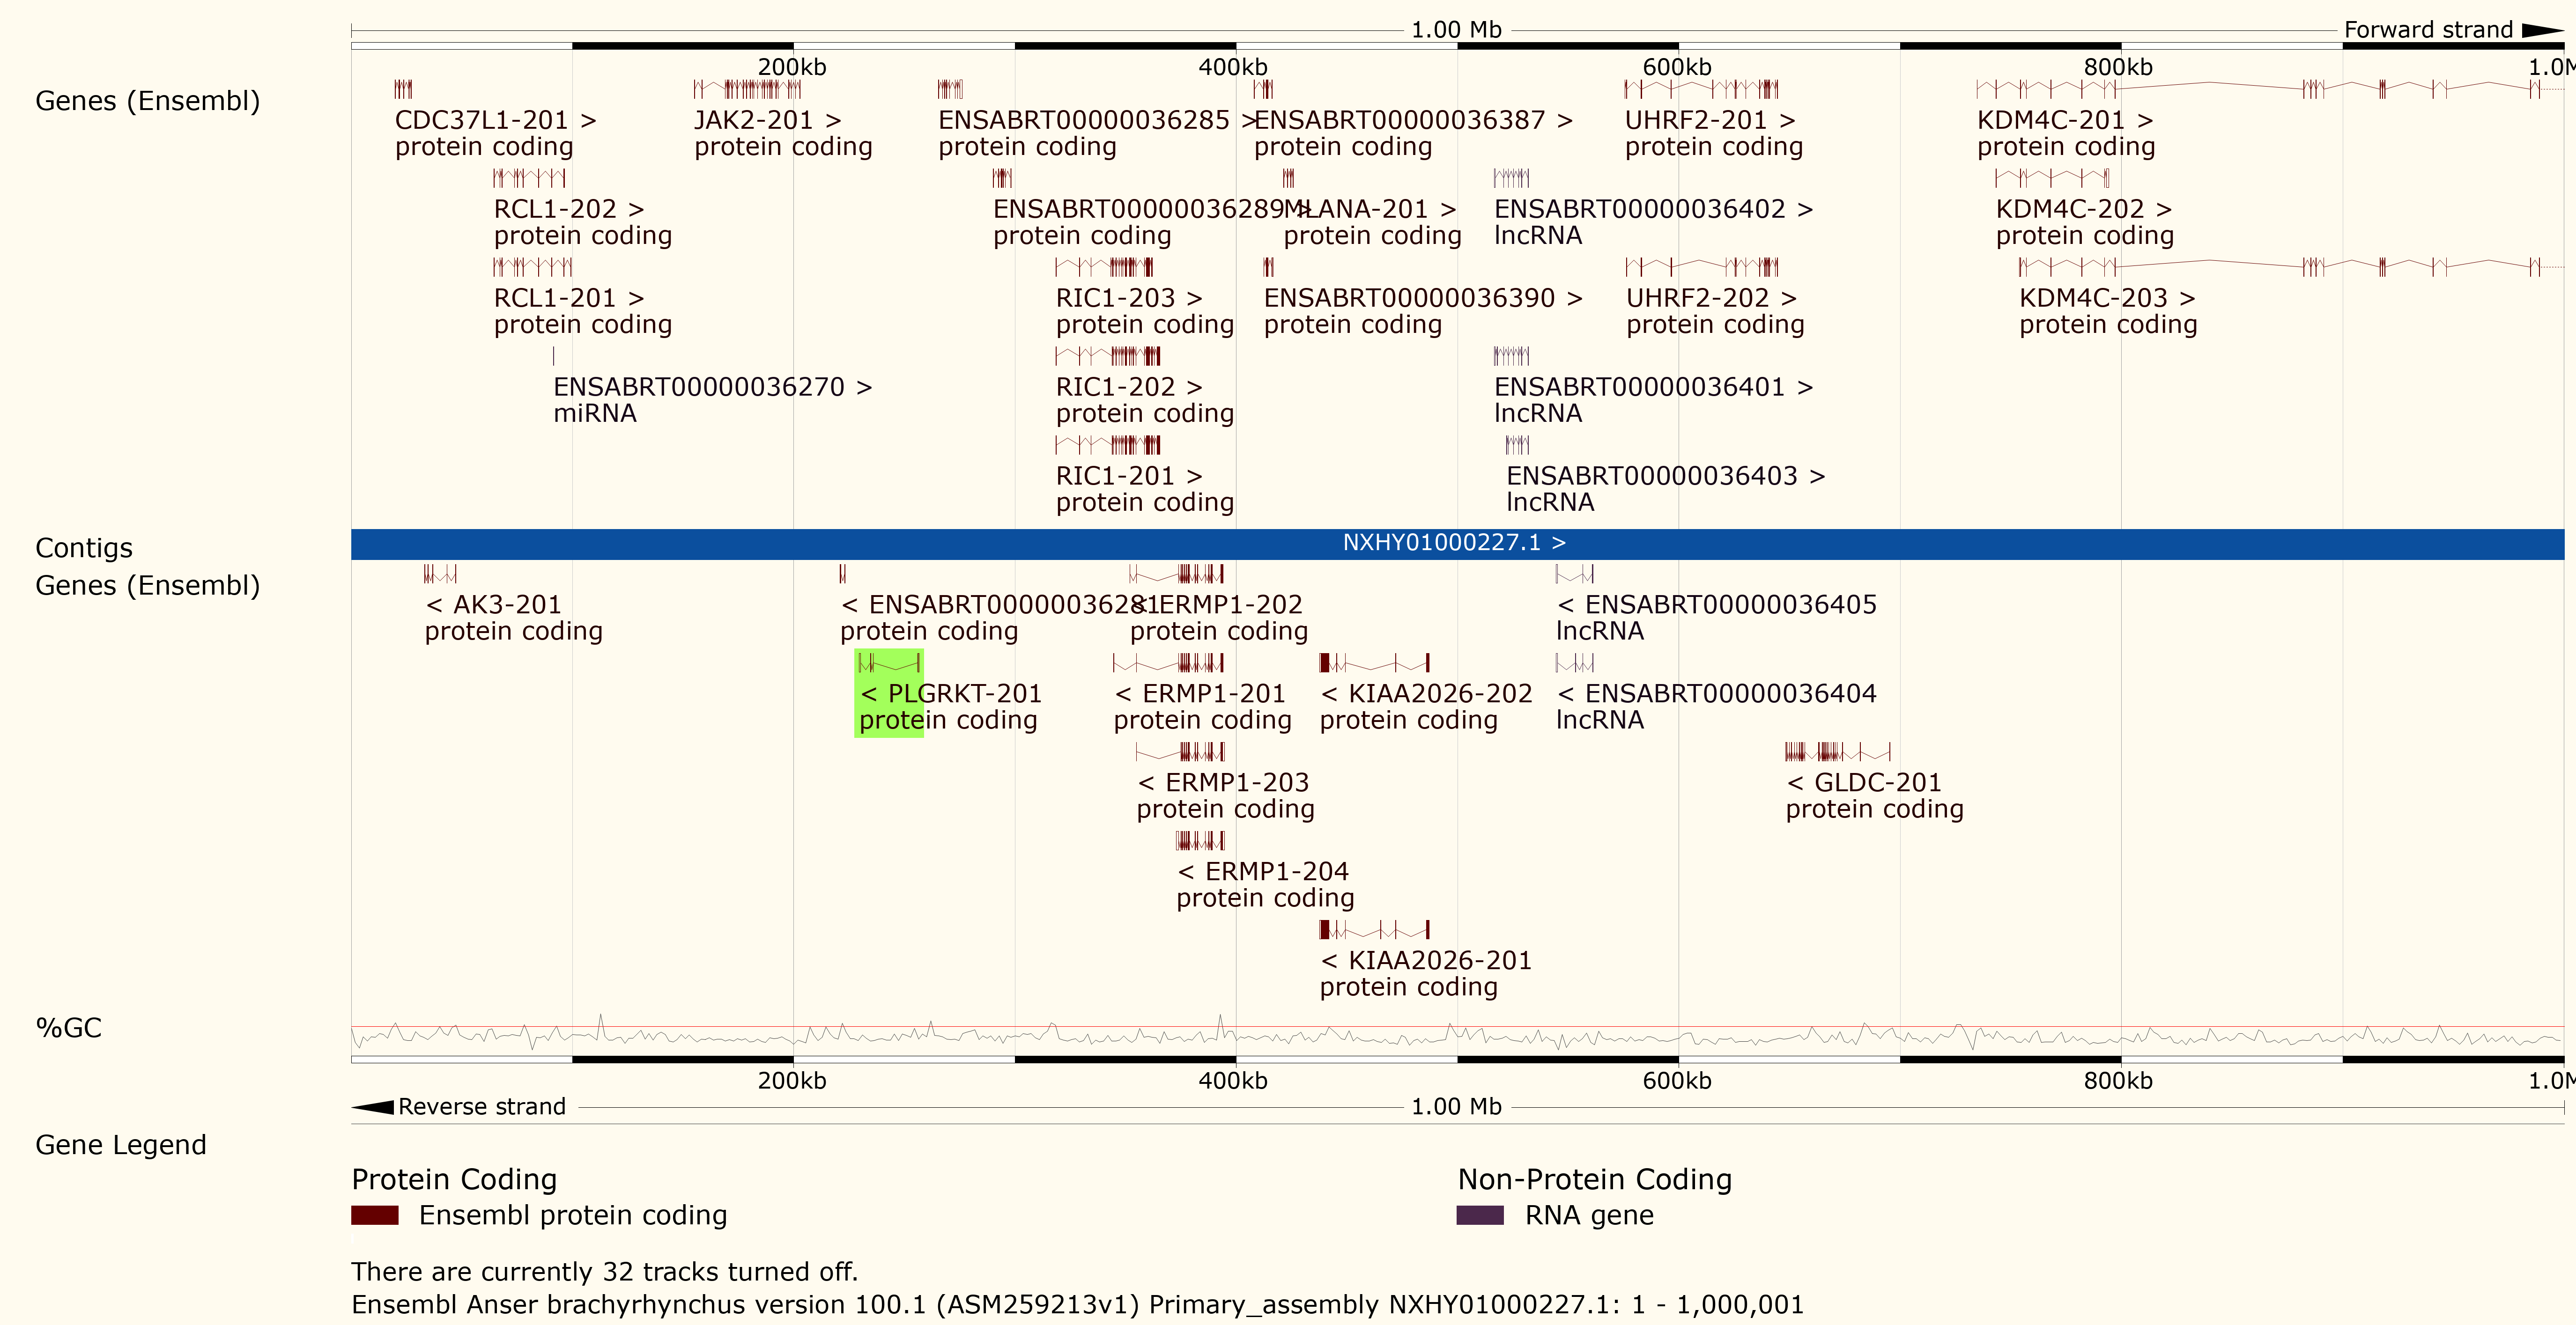 1.00 Mb
Forward strand
200kb 400kb 600kb 800kb 1.0M
Genes (Ensembl)
CDC37L1-201 > JAK2-201 > ENSABRT00000036285 > ENSABRT00000036387 > UHRF2-201 > KDM4C-201 >
protein coding protein coding protein coding protein coding protein coding protein coding
RCL1-202 > ENSABRT00000036289 > MLANA-201 > ENSABRT00000036402 > KDM4C-202 >
protein coding protein coding protein coding lncRNA protein coding
RCL1-201 > RIC1-203 > ENSABRT00000036390 > UHRF2-202 > KDM4C-203 >
protein coding protein coding protein coding protein coding protein coding
ENSABRT00000036270 > RIC1-202 > ENSABRT00000036401 >
miRNA protein coding lncRNA
RIC1-201 > ENSABRT00000036403 >
protein coding lncRNA
Contigs
NXHY01000227.1 >
Genes (Ensembl)
< AK3-201 < ENSABRT00000036281 < ERMP1-202 < ENSABRT00000036405
protein coding protein coding protein coding lncRNA
< PLGRKT-201 < ERMP1-201 < KIAA2026-202 < ENSABRT00000036404
protein coding protein coding protein coding lncRNA
< ERMP1-203 < GLDC-201
protein coding protein coding
< ERMP1-204
protein coding
< KIAA2026-201
protein coding
%GC
200kb 400kb 600kb 800kb 1.0M
Reverse strand 1.00 Mb
Gene Legend
Protein Coding Non-Protein Coding
Ensembl protein coding RNA gene
There are currently 32 tracks turned off.
Ensembl Anser brachyrhynchus version 100.1 (ASM259213v1) Primary_assembly NXHY01000227.1: 1 - 1,000,001